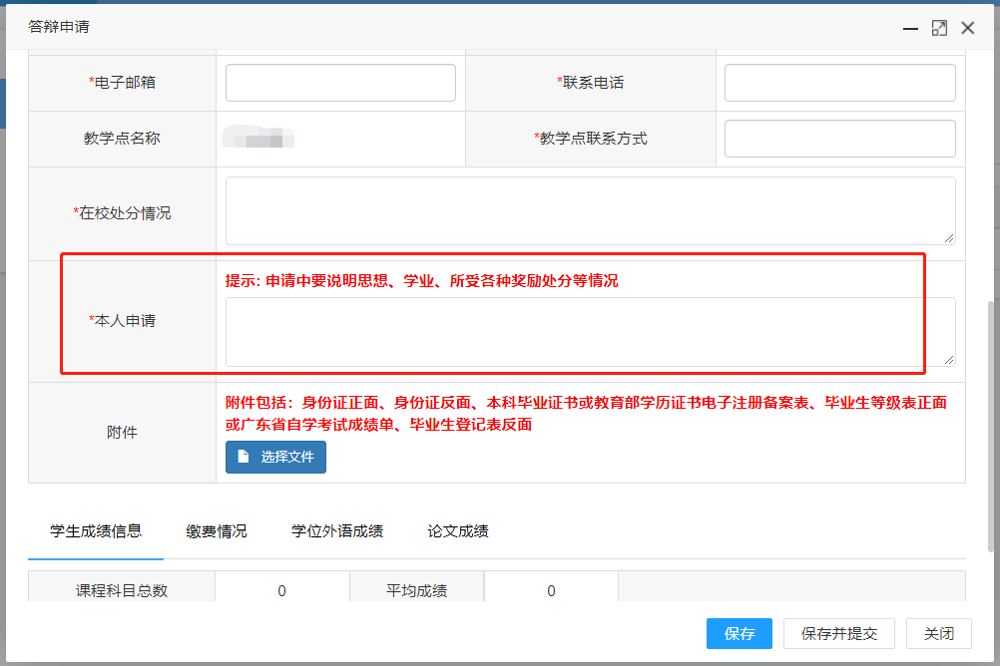 答辩申请
*电子邮箱
*联系电话
教学点名称
*教学点联系方式
*在校处分情况
提示: 申请中要说明思想、学业、所受各种奖励处分等情况
*本人申请
附件包括：身份证正面、身份证反面、本科毕业证书或教育部学历证书电子注册备案表、毕业生等级表正面
或广东省自学考试成绩单、毕业生登记表反面
附件
选择文件
学生成绩信息 缴费情况 学位外语成绩 论文成绩
课程科目总数 0 平均成绩 0
保存 保存并提交 关闭